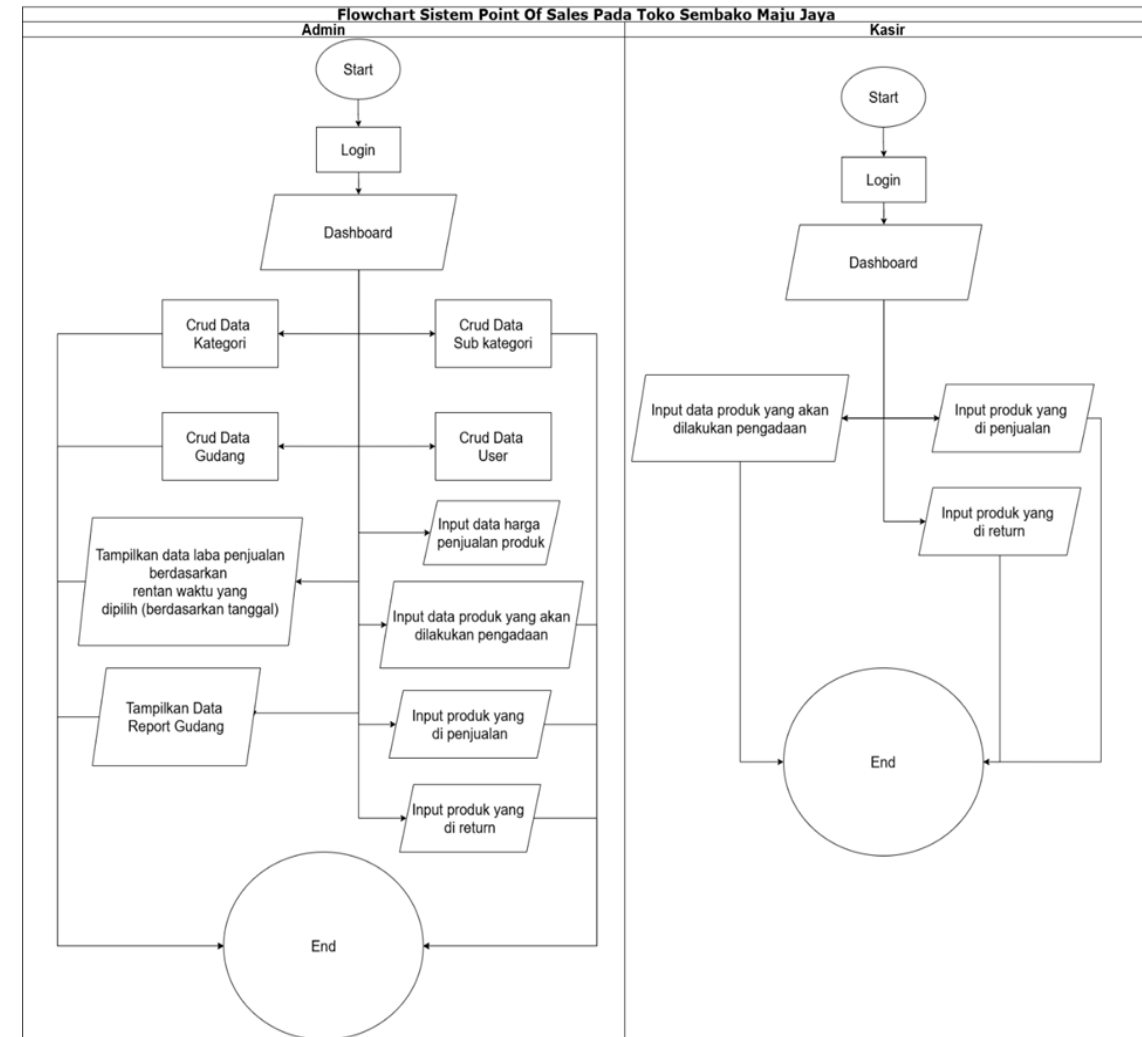 Flowchart Sistem Point Of Sales Pada Toko Sembako Maju Jaya
Admin
Kasir
Start
Login
Dashboard
Crud Data
Kategori
Crud Data
Sub kategori
Crud Data
Gudang
Crud Data
User
Input data harga
penjualan produk
Tampilkan data laba penjualan
berdasarkan
rentan waktu yang
dipilih (berdasarkan tanggal)
Input data produk yang akan
dilakukan pengadaan
Tampilkan Data
Report Gudang
Input produk yang
di penjualan
Input produk yang
di return
End
Start
Login
Dashboard
Input data produk yang akan
dilakukan pengadaan
Input produk yang
di penjualan
Input produk yang
di return
End